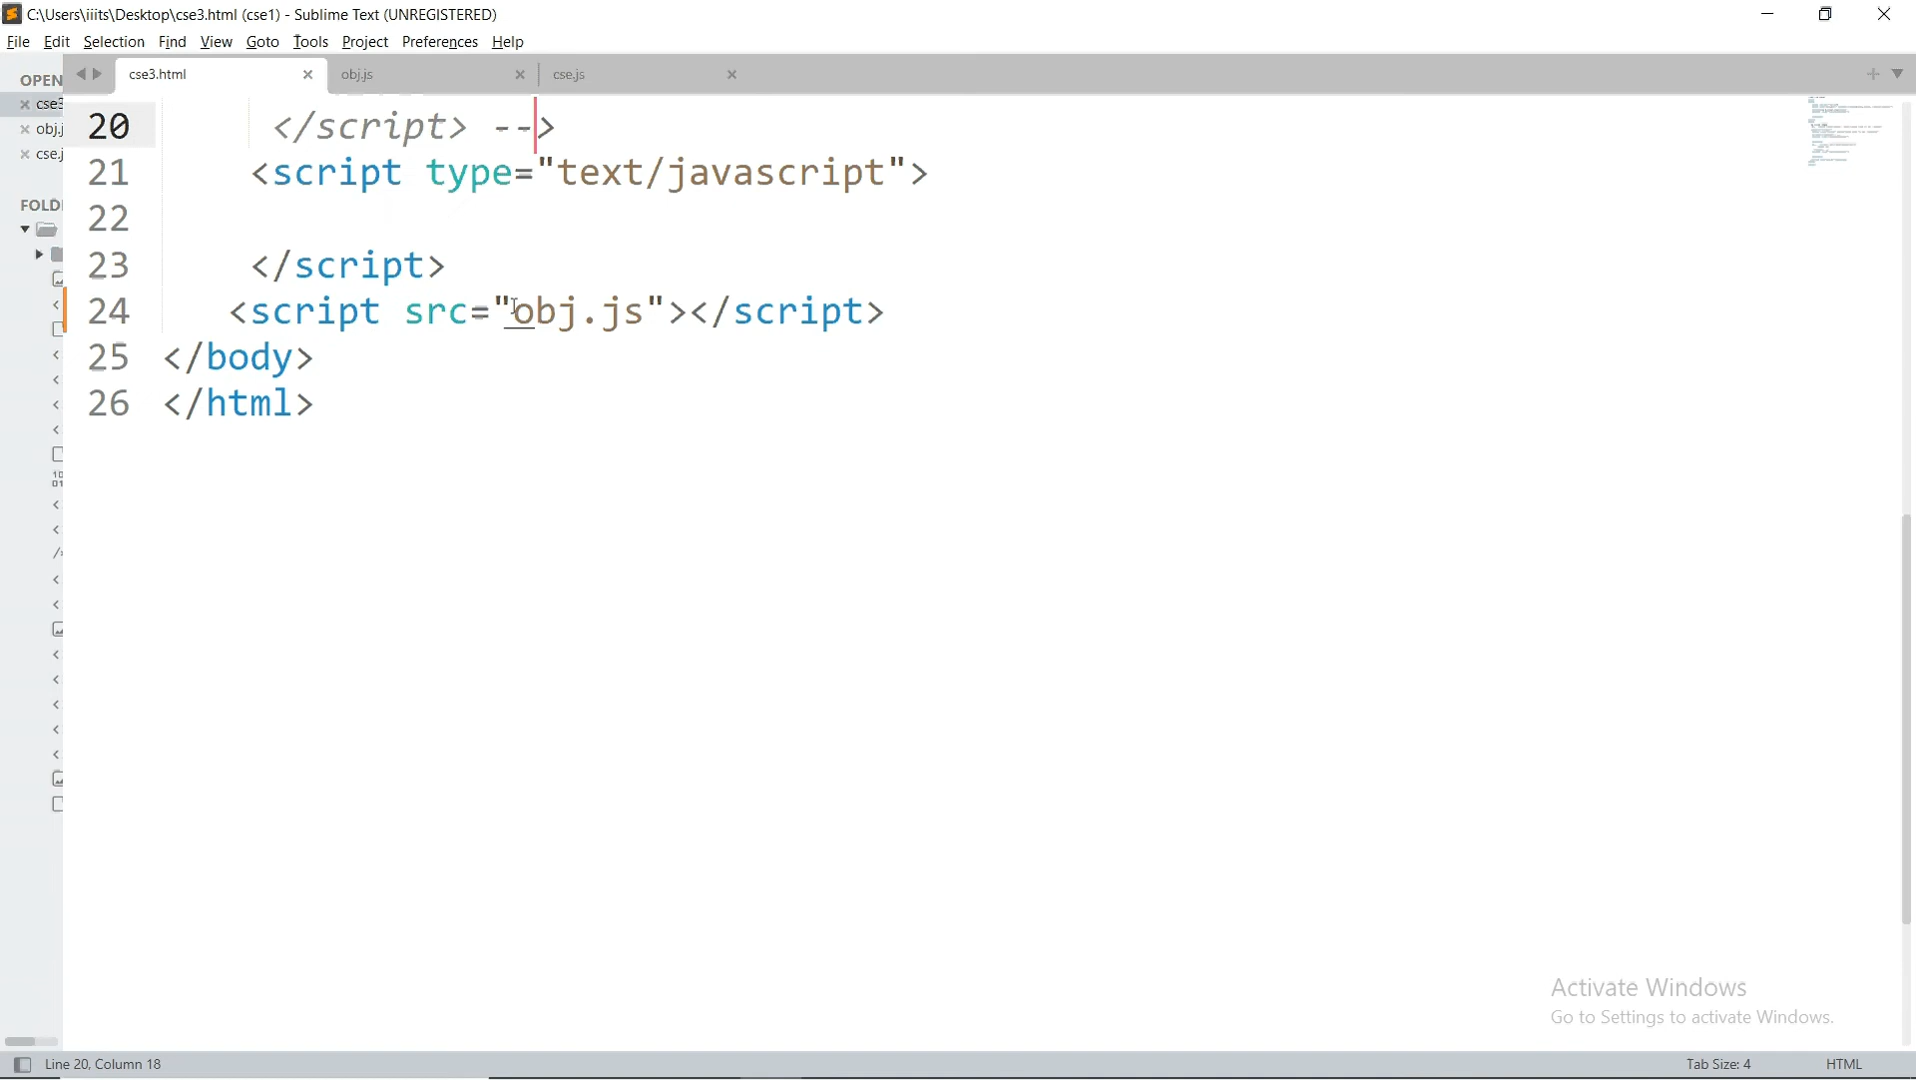 C:\Users\iiits\Desktop\cse3.html (cse1) - Sublime Text (UNREGISTERED)
File Edit Selection Find View Goto Tools Project Preferences Help
OPEN
cse3
obj.j
cse.j
FOLD
cse3.html obj.js cse.js
20 </script> -->
21 <script type="text/javascript">
22
23 </script>
24 <script src="obj.js"></script>
25 </body>
26 </html>
Activate Windows
Go to Settings to activate Windows.
Line 20, Column 18 Tab Size: 4 HTML